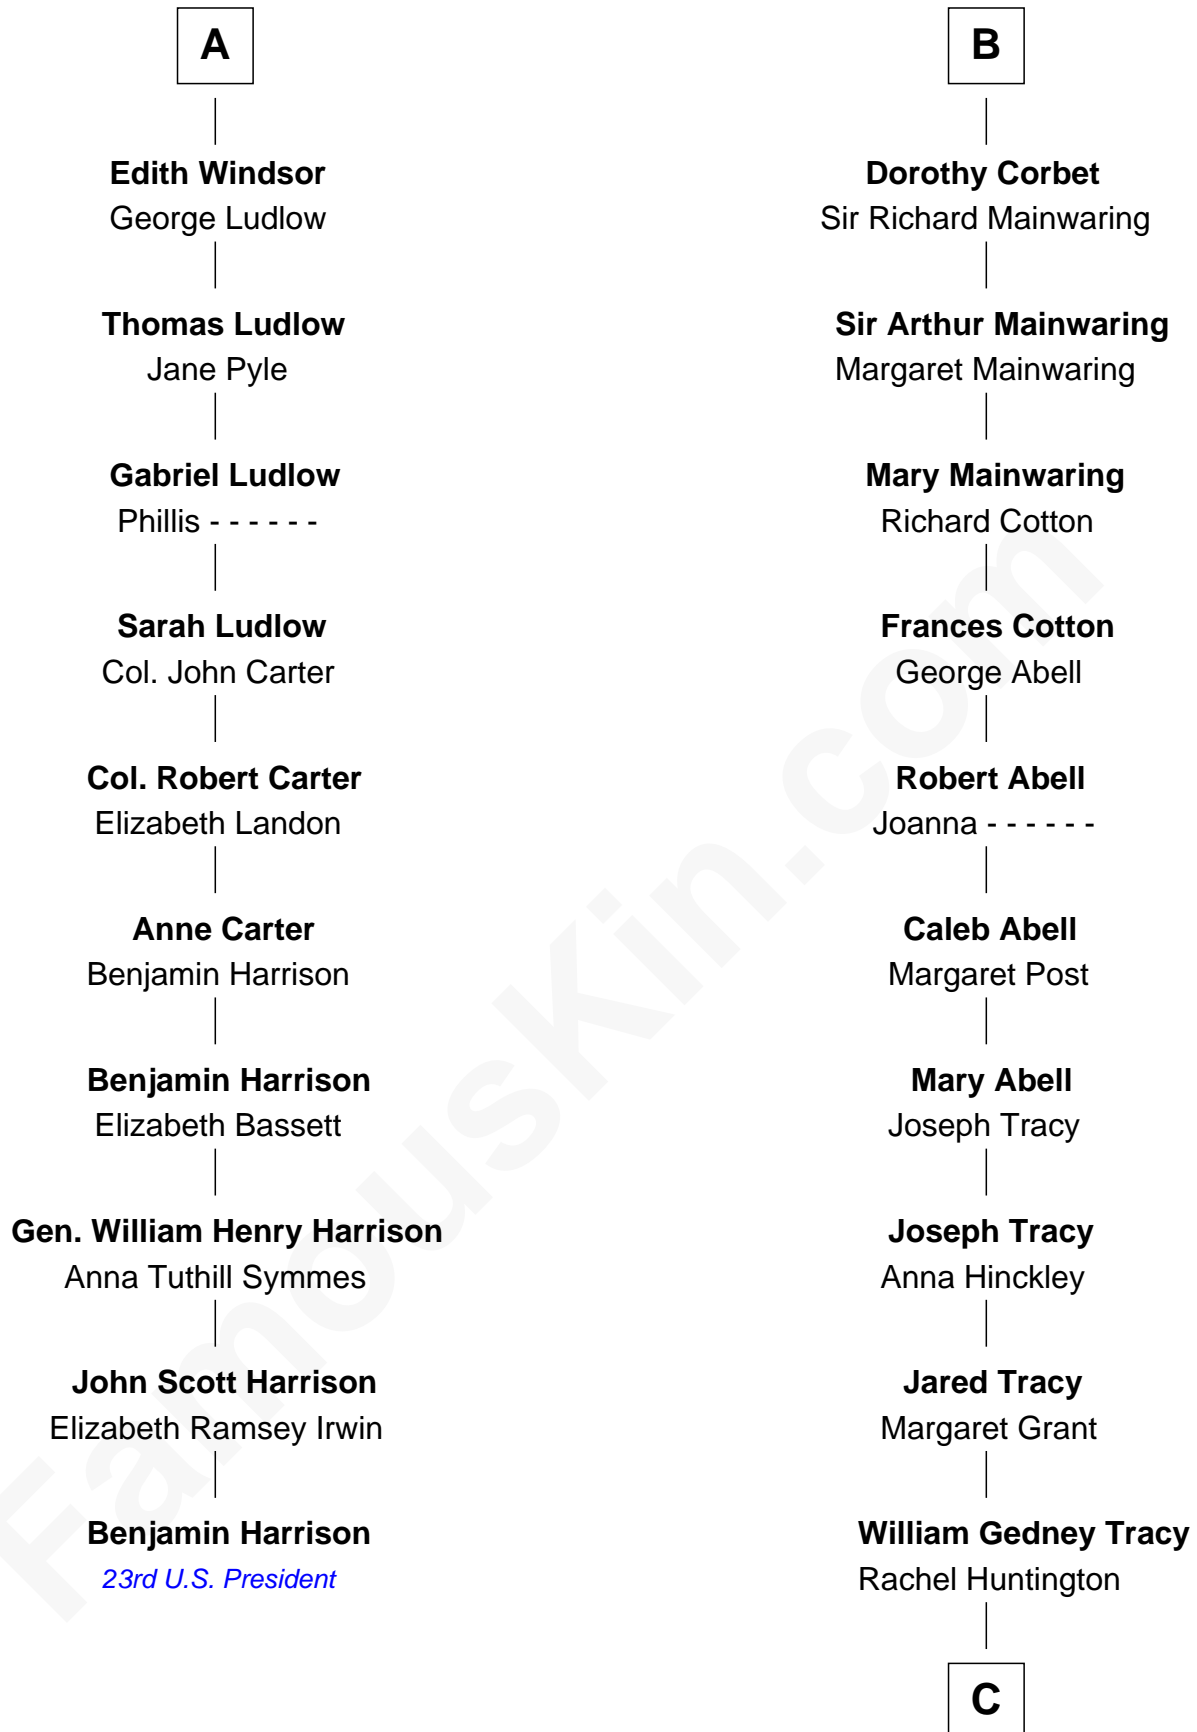 A
Edith Windsor
George Ludlow
Thomas Ludlow
Jane Pyle
Gabriel Ludlow
Phillis - - - - - -
Sarah Ludlow
Col. John Carter
Col. Robert Carter
Elizabeth Landon
Anne Carter
Benjamin Harrison
Benjamin Harrison
Elizabeth Bassett
Gen. William Henry Harrison
Anna Tuthill Symmes
John Scott Harrison
Elizabeth Ramsey Irwin
Benjamin Harrison
23rd U.S. President
B
Dorothy Corbet
Sir Richard Mainwaring
Sir Arthur Mainwaring
Margaret Mainwaring
Mary Mainwaring
Richard Cotton
Frances Cotton
George Abell
Robert Abell
Joanna - - - - - -
Caleb Abell
Margaret Post
Mary Abell
Joseph Tracy
Joseph Tracy
Anna Hinckley
Jared Tracy
Margaret Grant
William Gedney Tracy
Rachel Huntington
C
FamousKin.com